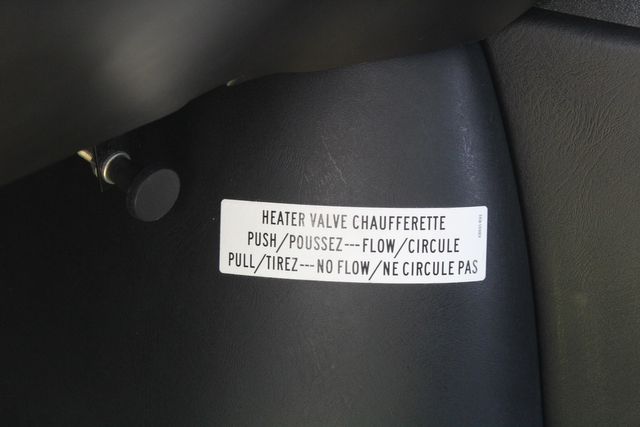 HEATER VALVE CHAUFFERETTE
PUSH/POUSSEZ---FLOW/CIRCULE
PULL/TIREZ---NO FLOW/NE CIRCULE PAS